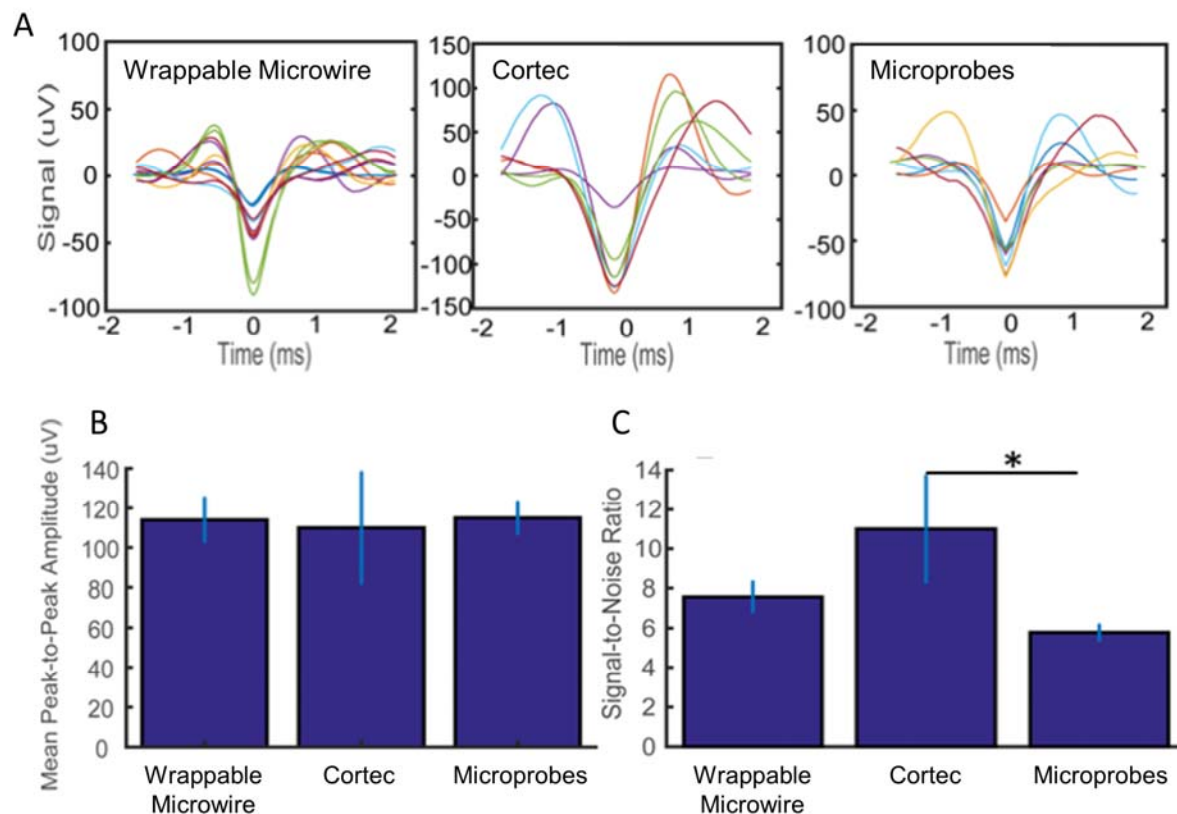 A
Wrappable Microwire
Cortec
Microprobes
Signal (uV)
100
50
0
-50
-100
-2
-1
0
1
2
Time (ms)
150
100
50
0
-50
-100
-150
-2
-1
0
1
2
Time (ms)
100
50
0
-50
-100
-2
-1
0
1
2
Time (ms)
B
Mean Peak-to-Peak Amplitude (uV)
140
120
100
80
60
40
20
0
Wrappable
Microwire
Cortec
Microprobes
C
Signal-to-Noise Ratio
14
12
10
8
6
4
2
0
*
Wrappable
Microwire
Cortec
Microprobes